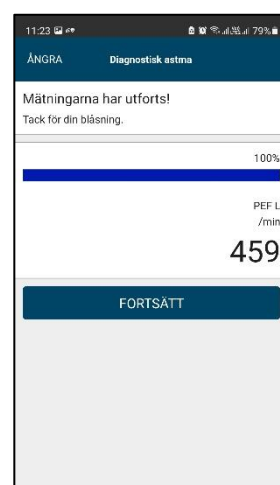 11:23 79%
ÅNGRA Diagnostisk astma
Mätningarna har utforts!
Tack för din blåsning.
100%
PEF L
/min
459
FORTSÄTT